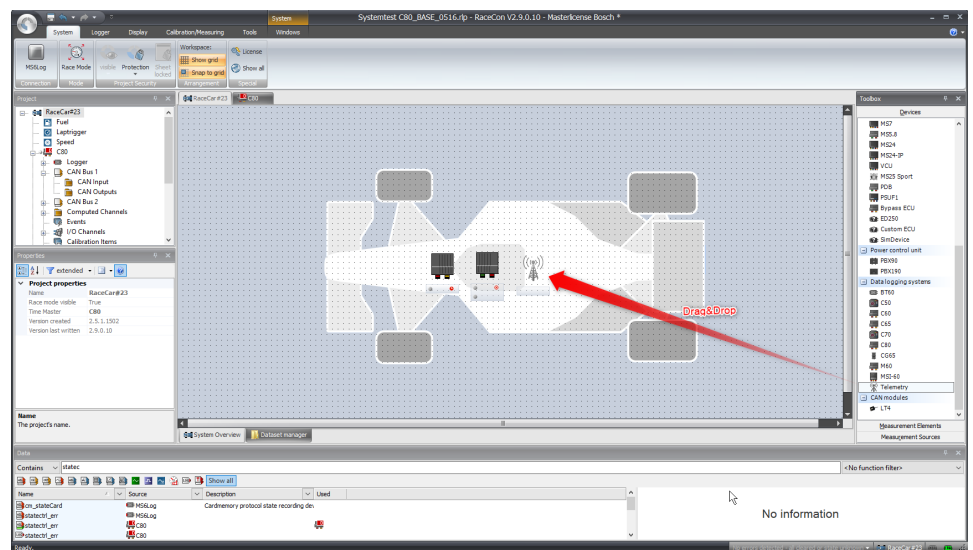 System
Systemtest C80_BASE_0516.rlp - RaceCon V2.9.0.10 - Masterlicense Bosch *
System Logger Display Calibration/Measuring Tools Windows
MS6Log
Race Mode
visible
Protection
Sheet locked
Workspace:
Show grid
Snap to grid
License
Show all
Connection Mode Project Security Arrangement Special
Project
RaceCar#23
Fuel
Laptrigger
Speed
C80
Logger
CAN Bus 1
CAN Input
CAN Outputs
CAN Bus 2
Computed Channels
Events
I/O Channels
Calibration Items
Properties
extended
Project properties
Name RaceCar#23
Race mode visible True
Time Master C80
Version created 2.5.1.1502
Version last written 2.9.0.10
Name
The project's name.
RaceCar#23 C80
Drag&Drop
System Overview Dataset manager
Toolbox
Devices
MS7
MS5.8
MS24
MS24-JP
VCU
MS25 Sport
PDB
PSUF1
Bypass ECU
ED250
Custom ECU
SimDevice
Power control unit
PBX90
PBX190
Data logging systems
BT60
C50
C60
C65
C70
C80
CG65
M60
MSI-60
Telemetry
CAN modules
LT4
Measurement Elements
Measurement Sources
Data
Contains statec <No function filter>
Show all
Name Source Description Used
cm_stateCard MS6Log Cardmemory protocol state recording dev
statectrl_err MS6Log
statectrl_err C80
statectrl_err C80
No information
Ready.
RaceCar#23